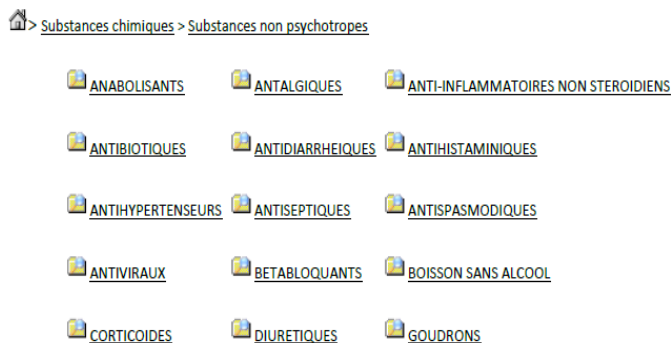 > Substances chimiques > Substances non psychotropes
ANABOLISANTS ANTALGIQUES ANTI-INFLAMMATOIRES NON STEROIDIENS
ANTIBIOTIQUES ANTIDIARRHEIQUES ANTIHISTAMINIQUES
ANTIHYPERTENSEURS ANTISEPTIQUES ANTISPASMODIQUES
ANTIVIRAUX BETABLOQUANTS BOISSON SANS ALCOOL
CORTICOIDES DIURETIQUES GOUDRONS